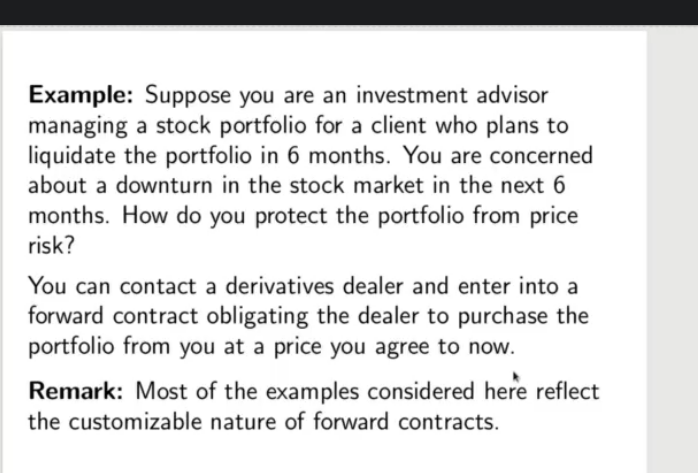 Example: Suppose you are an investment advisor
managing a stock portfolio for a client who plans to
liquidate the portfolio in 6 months. You are concerned
about a downturn in the stock market in the next 6
months. How do you protect the portfolio from price
risk?
You can contact a derivatives dealer and enter into a
forward contract obligating the dealer to purchase the
portfolio from you at a price you agree to now.
Remark: Most of the examples considered here reflect
the customizable nature of forward contracts.